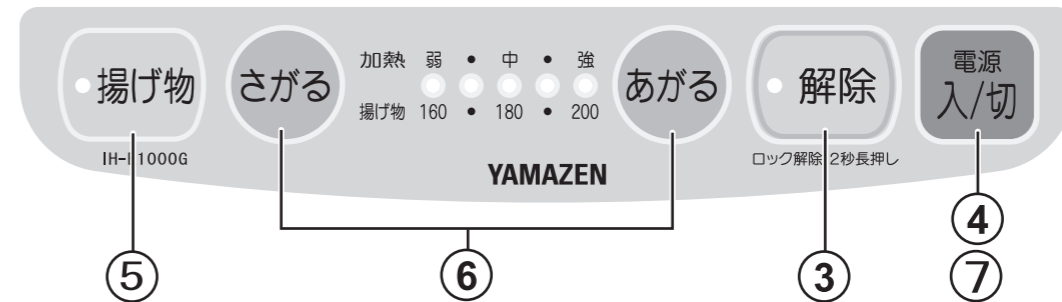 揚げ物
さがる
加熱 弱 • 中 • 強
揚げ物 160 • 180 • 200
あがる
解除
電源
入/切
ロック解除 2秒長押し
YAMAZEN
⑤
⑥
③
④
⑦